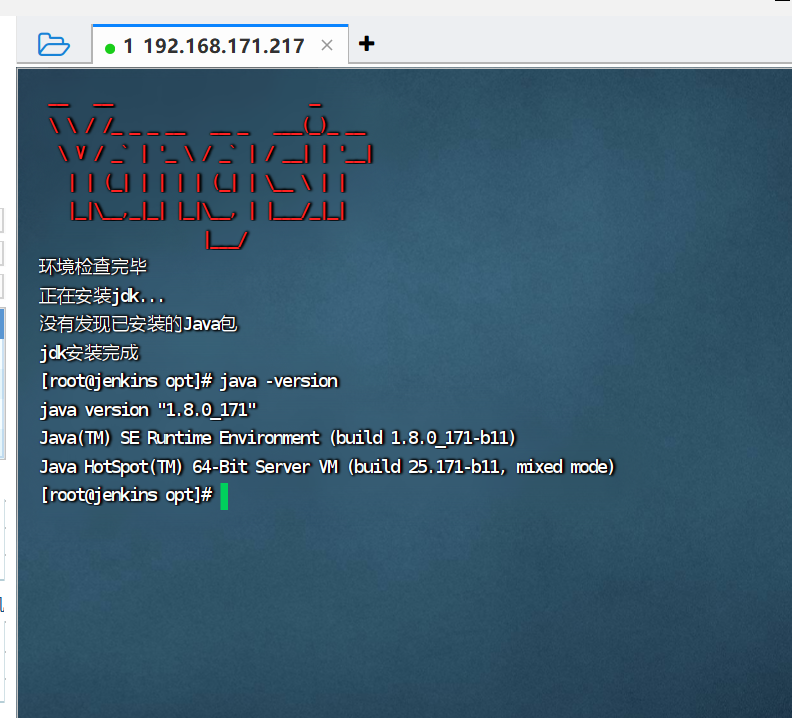 1 192.168.171.217
环境检查完毕
正在安装jdk...
没有发现已安装的Java包
jdk安装完成
[root@jenkins opt]# java -version
java version "1.8.0_171"
Java(TM) SE Runtime Environment (build 1.8.0_171-b11)
Java HotSpot(TM) 64-Bit Server VM (build 25.171-b11, mixed mode)
[root@jenkins opt]#